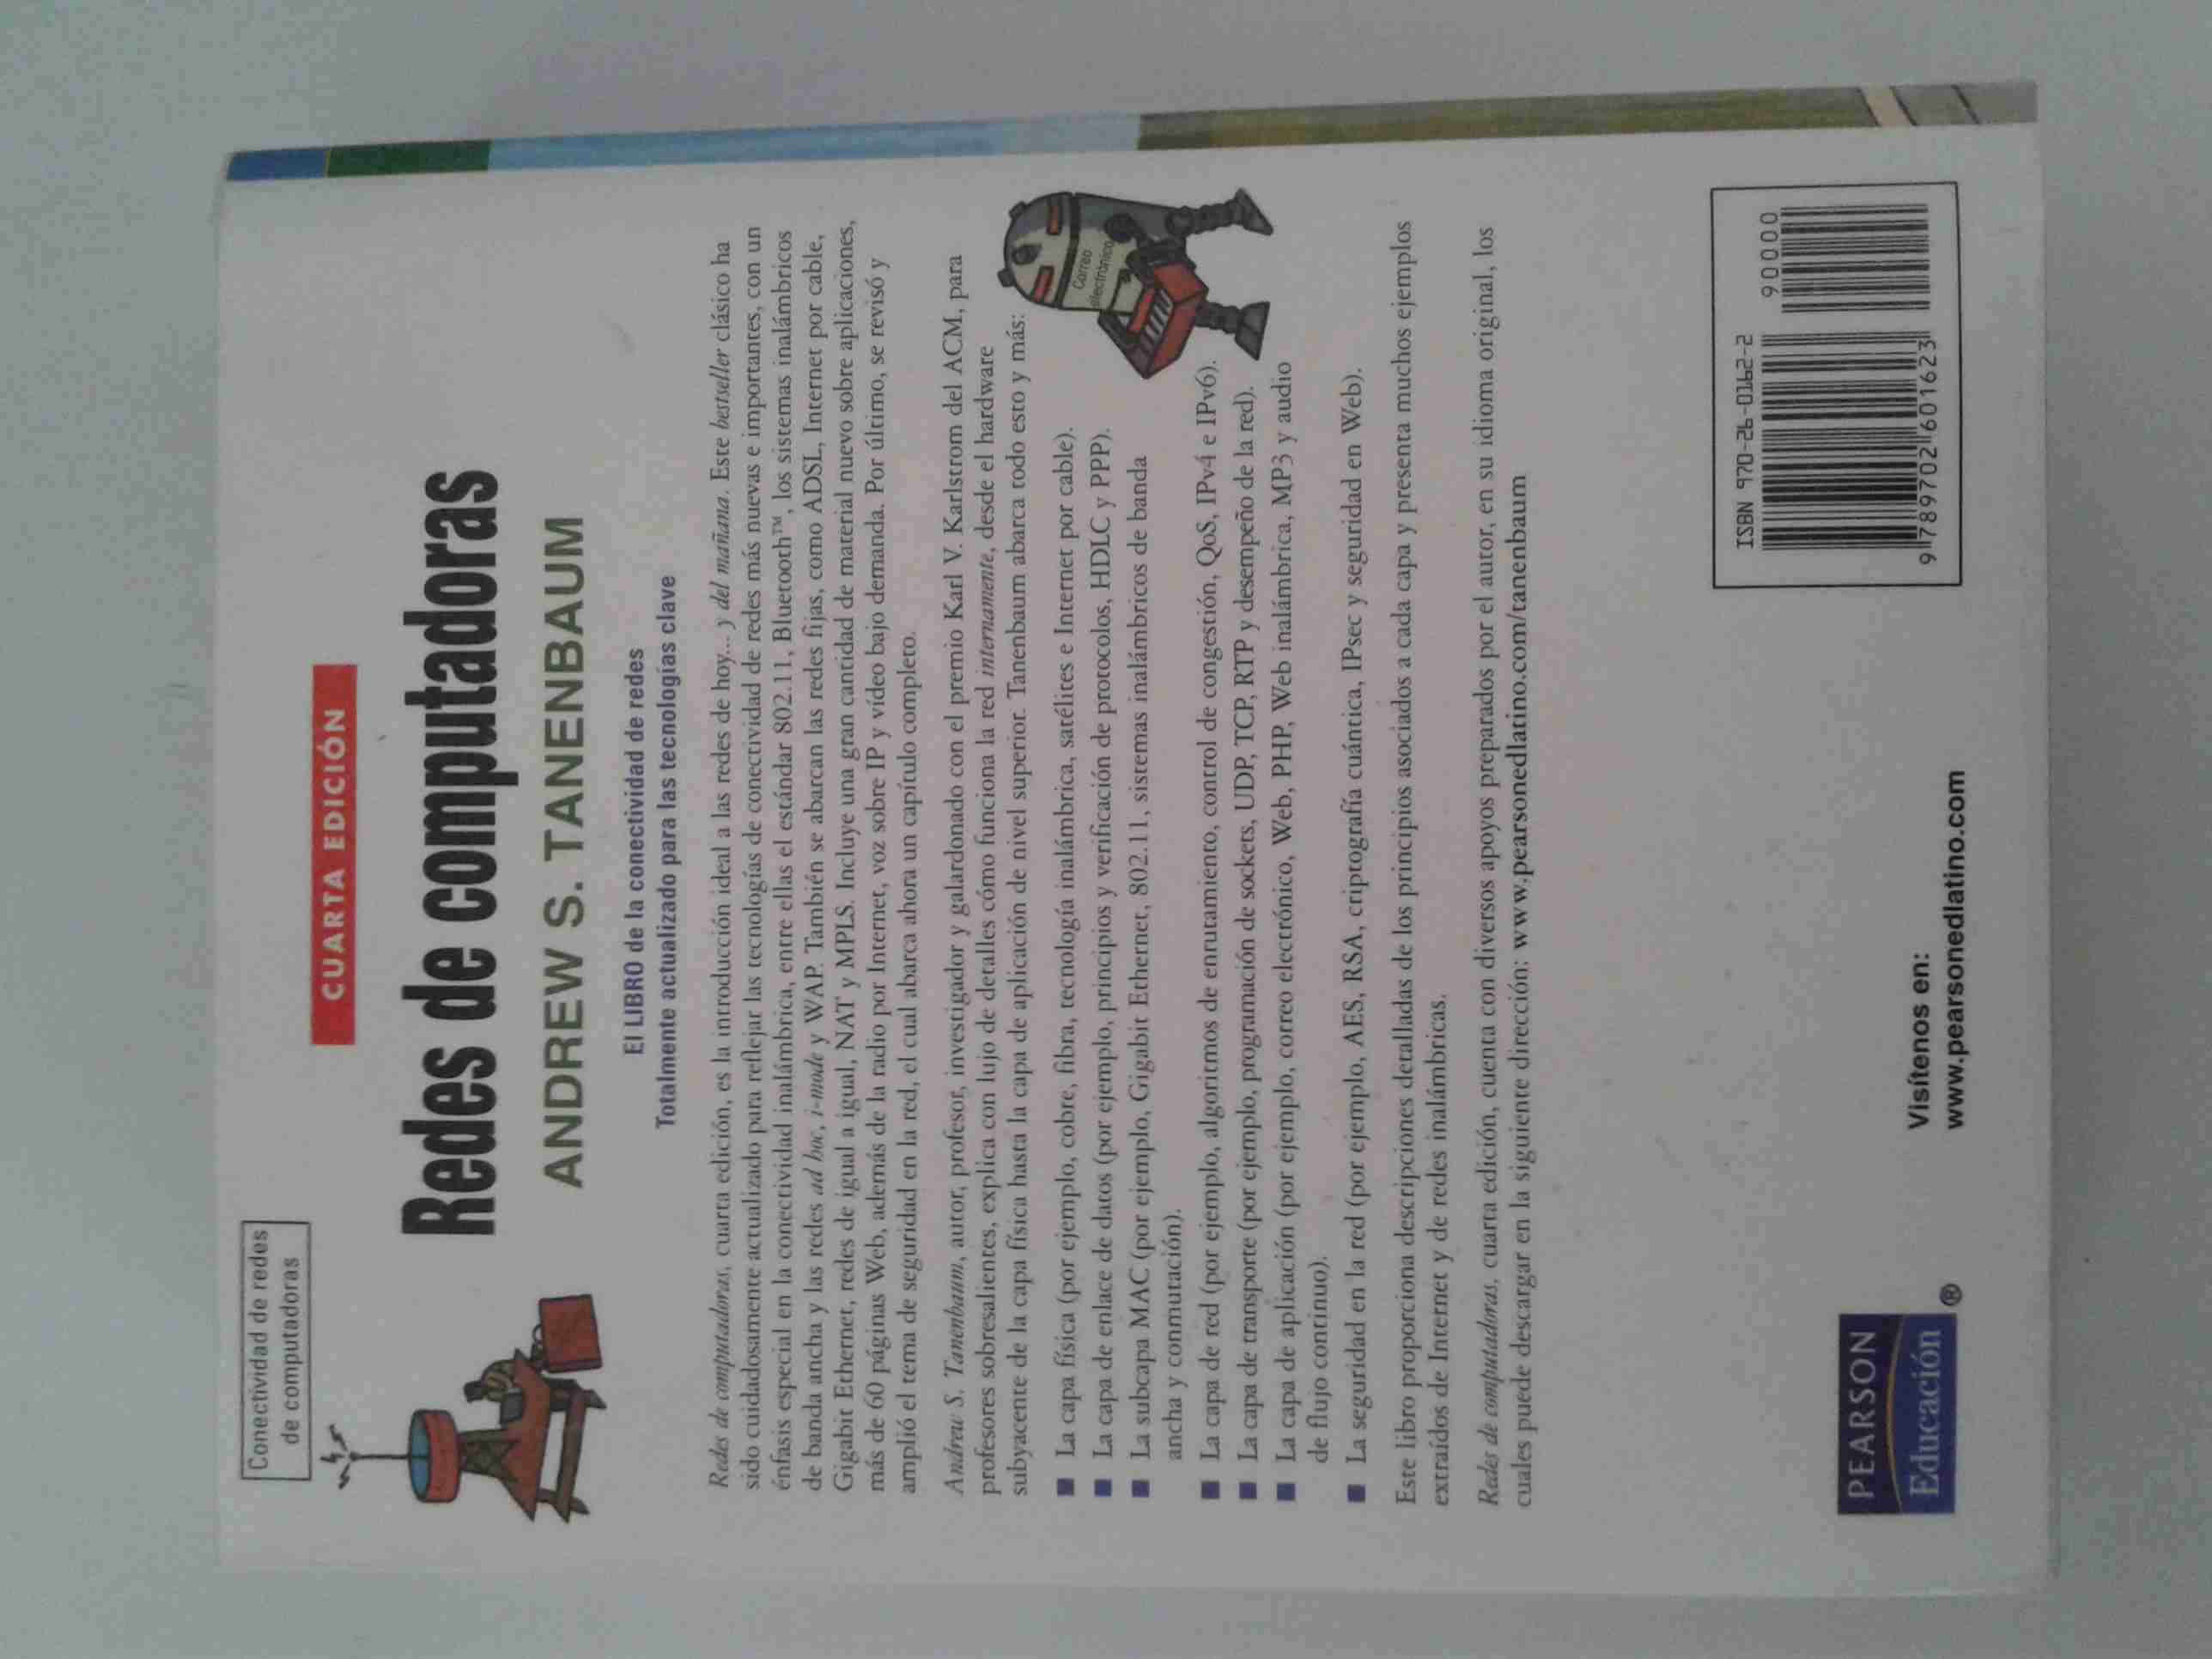 Conectividad de redes
de computadoras
CUARTA EDICIÓN
Redes de computadoras
ANDREW S. TANENBAUM
El LIBRO de la conectividad de redes
Totalmente actualizado para las tecnologías clave
Redes de computadoras, cuarta edición, es la introducción ideal a las redes de hoy... y del mañana. Este bestseller clásico ha
sido cuidadosamente actualizado para reflejar las tecnologías de conectividad de redes más nuevas e importantes, con un
énfasis especial en la conectividad inalámbrica, entre ellas el estándar 802.11, Bluetooth™, los sistemas inalámbricos
de banda ancha y las redes ad hoc, i-mode y WAP. También se abarcan las redes fijas, como ADSL, Internet por cable,
Gigabit Ethernet, redes de igual a igual, NAT y MPLS. Incluye una gran cantidad de material nuevo sobre aplicaciones,
más de 60 páginas Web, además de la radio por Internet, voz sobre IP y vídeo bajo demanda. Por último, se revisó y
amplió el tema de seguridad en la red, el cual abarca ahora un capítulo completo.
Andrew S. Tanenbaum, autor, profesor, investigador y galardonado con el premio Karl V. Karlstrom del ACM, para
profesores sobresalientes, explica con lujo de detalles cómo funciona la red internamente, desde el hardware
subyacente de la capa física hasta la capa de aplicación de nivel superior. Tanenbaum abarca todo esto y más:
■ La capa física (por ejemplo, cobre, fibra, tecnología inalámbrica, satélites e Internet por cable).
■ La capa de enlace de datos (por ejemplo, principios y verificación de protocolos, HDLC y PPP).
■ La subcapa MAC (por ejemplo, Gigabit Ethernet, 802.11, sistemas inalámbricos de banda
ancha y conmutación).
■ La capa de red (por ejemplo, algoritmos de enrutamiento, control de congestión, QoS, IPv4 e IPv6).
■ La capa de transporte (por ejemplo, programación de sockets, UDP, TCP, RTP y desempeño de la red).
■ La capa de aplicación (por ejemplo, correo electrónico, Web, PHP, Web inalámbrica, MP3 y audio
de flujo continuo).
■ La seguridad en la red (por ejemplo, AES, RSA, criptografía cuántica, IPsec y seguridad en Web).
Correo
electrónico
Este libro proporciona descripciones detalladas de los principios asociados a cada capa y presenta muchos ejemplos
extraídos de Internet y de redes inalámbricas.
Redes de computadoras, cuarta edición, cuenta con diversos apoyos preparados por el autor, en su idioma original, los
cuales puede descargar en la siguiente dirección: www.pearsonedlatino.com/tanenbaum
ISBN 970-26-0162-2
90000
9 789702 601623
PEARSON
Educación
®
Visítenos en:
www.pearsonedlatino.com